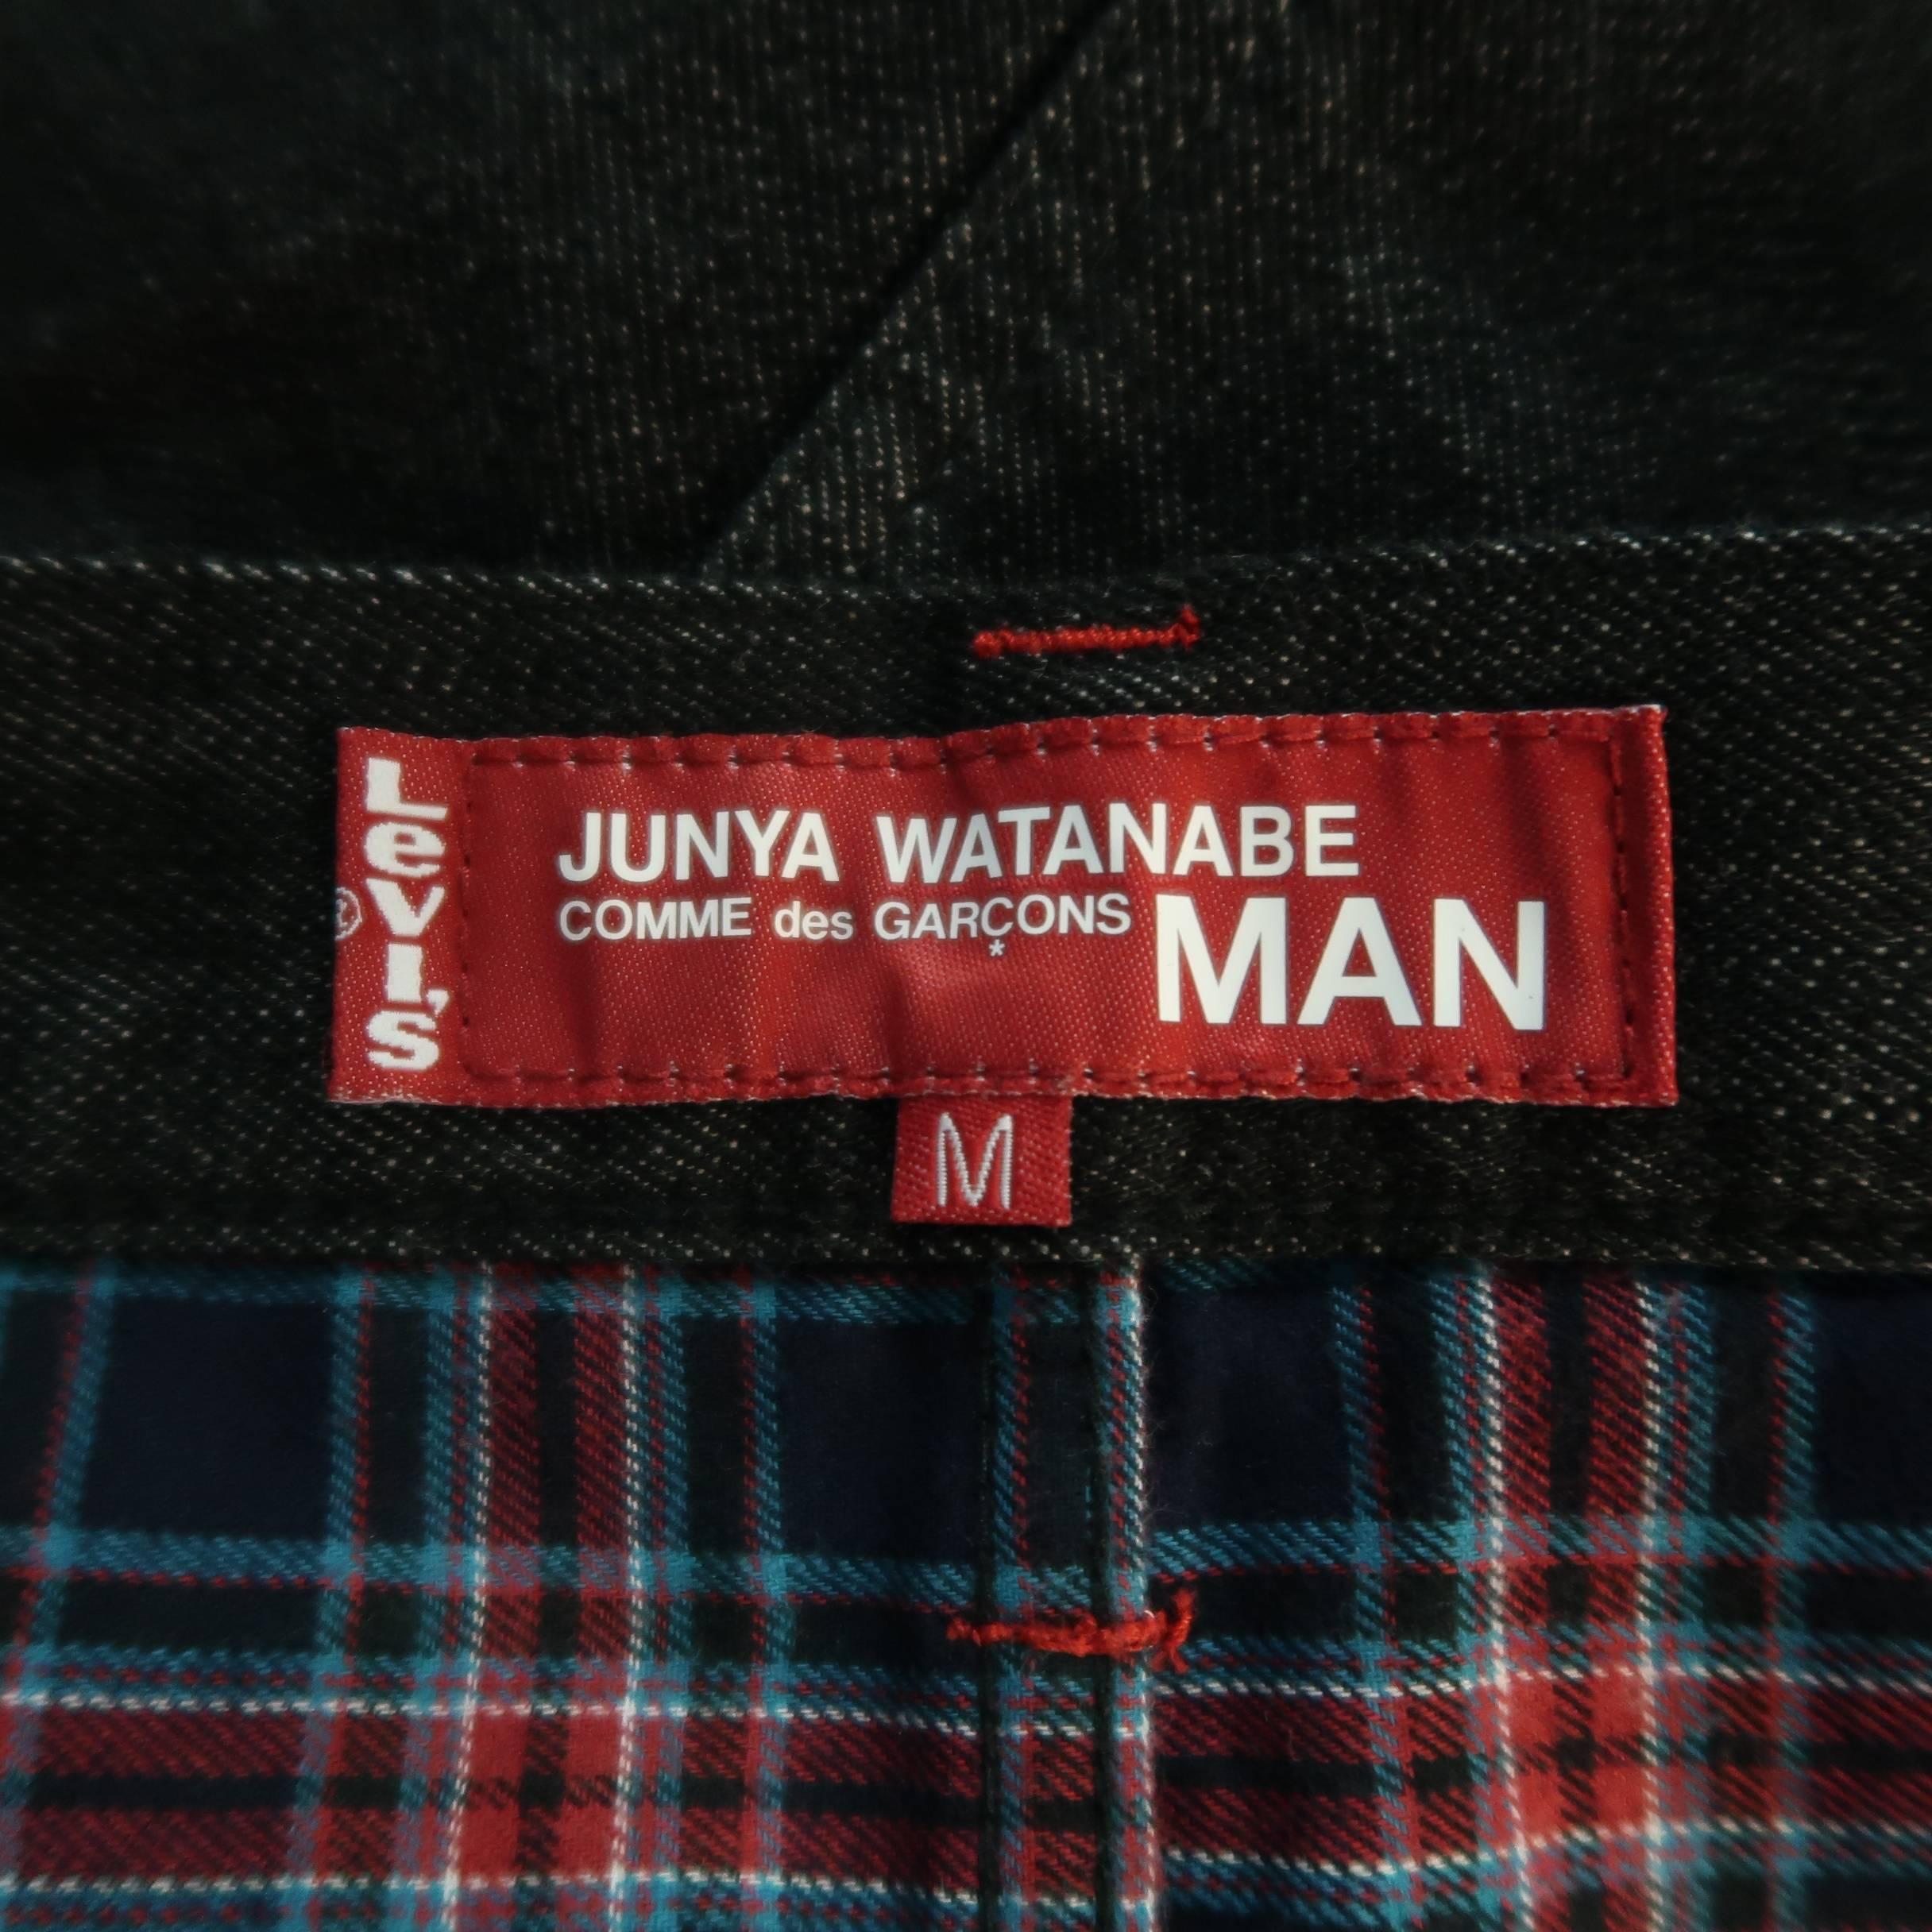 Levi's
®
JUNYA WATANABE
COMME des GARÇONS MAN
*
M